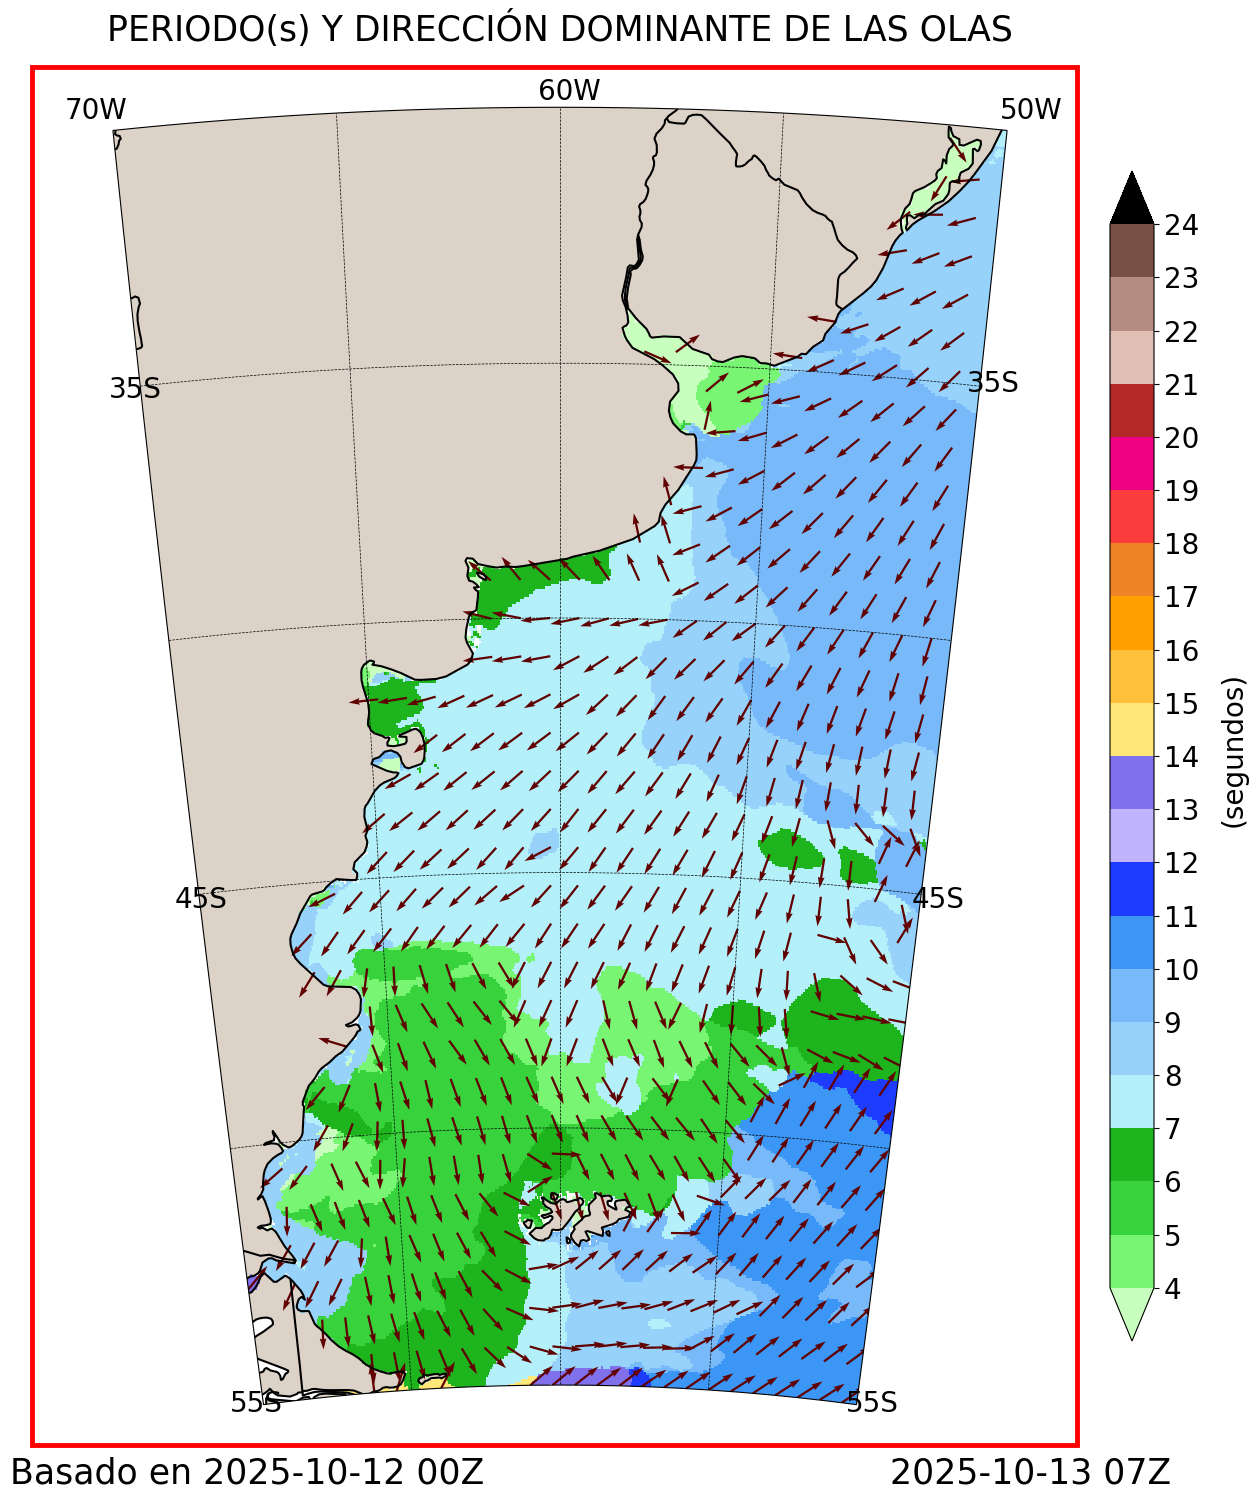 PERIODO(s) Y DIRECCIÓN DOMINANTE DE LAS OLAS
70W
60W
50W
35S
35S
45S
45S
55S
55S
24
23
22
21
20
19
18
17
16
15
14
13
12
11
10
9
8
7
6
5
4
(segundos)
Basado en 2025-10-12 00Z
2025-10-13 07Z